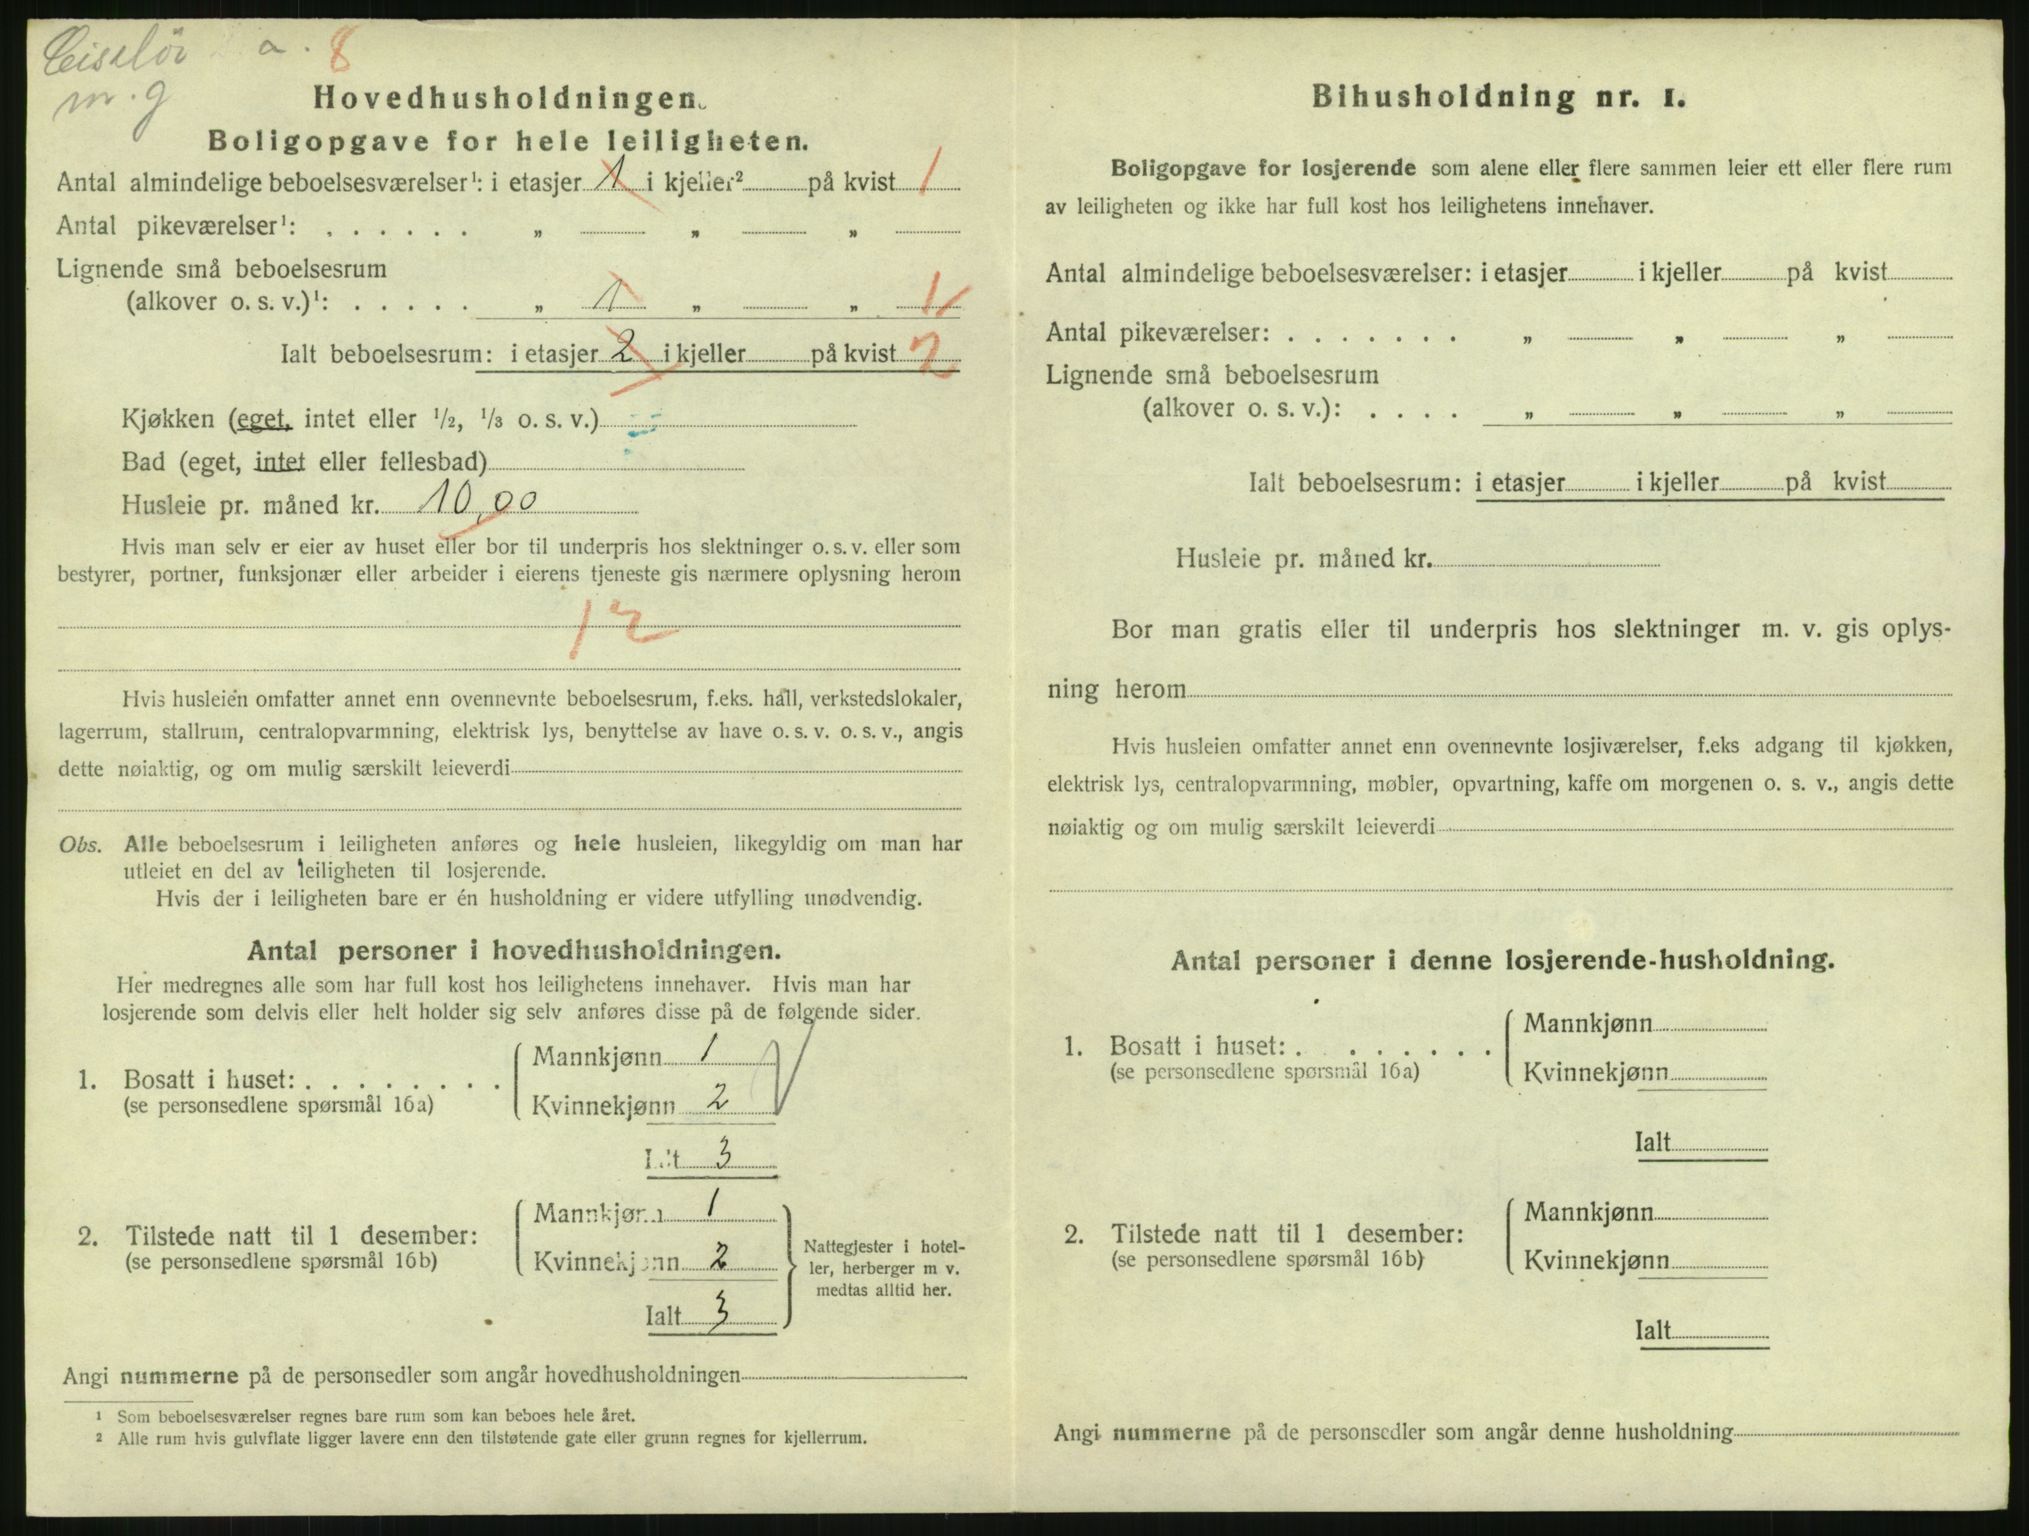 Ciselör a. 8
m.g
Hovedhusholdningen.
Boligopgave for hele leiligheten.
Antal almindelige beboelsesværelser¹: i etasjer 1 i kjeller² på kvist 1
Antal pikeværelser¹: . . . . . . „ „ „
Lignende små beboelsesrum
(alkover o. s. v.)¹: . . . . . „ 1 „ „ 1
Ialt beboelsesrum: i etasjer 2 i kjeller på kvist 2
Kjøkken (eget, intet eller 1/2, 1/3 o. s. v.)
Bad (eget, intet eller fellesbad)
Husleie pr. måned kr. 10,00
Hvis man selv er eier av huset eller bor til underpris hos slektninger o. s. v. eller som
bestyrer, portner, funksjonær eller arbeider i eierens tjeneste gis nærmere oplysning herom
12
Hvis husleien omfatter annet enn ovennevnte beboelsesrum, f.eks. hall, verkstedslokaler,
lagerrum, stallrum, centralopvarmning, elektrisk lys, benyttelse av have o. s. v. o. s. v., angis
dette nøiaktig, og om mulig særskilt leieverdi
Obs. Alle beboelsesrum i leiligheten anføres og hele husleien, likegyldig om man har
utleiet en del av leiligheten til losjerende.
Hvis der i leiligheten bare er én husholdning er videre utfylling unødvendig.
Antal personer i hovedhusholdningen.
Her medregnes alle som har full kost hos leilighetens innehaver. Hvis man har
losjerende som delvis eller helt holder sig selv anføres disse på de følgende sider.
Mannkjønn 1
1. Bosatt i huset: . . . . . . . .
(se personsedlene spørsmål 16a)
Kvinnekjønn 2
Ialt 3
Mannkjønn 1
2. Tilstede natt til 1 desember:
(se personsedlene spørsmål 16b)
Kvinnekjønn 2
Ialt 3
Nattegjester i hotel-
ler, herberger m v.
medtas alltid her.
Angi nummerne på de personsedler som angår hovedhusholdningen
¹ Som beboelsesværelser regnes bare rum som kan beboes hele året.
² Alle rum hvis gulvflate ligger lavere enn den tilstøtende gate eller grunn regnes for kjellerrum.
Bihusholdning nr. 1.
Boligopgave for losjerende som alene eller flere sammen leier ett eller flere rum
av leiligheten og ikke har full kost hos leilighetens innehaver.
Antal almindelige beboelsesværelser: i etasjer i kjeller på kvist
Antal pikeværelser: . . . . . . . „ „ „
Lignende små beboelsesrum
(alkover o. s. v.): . . . . „ „ „
Ialt beboelsesrum: i etasjer i kjeller på kvist
Husleie pr. måned kr.
Bor man gratis eller til underpris hos slektninger m. v. gis oplys-
ning herom
Hvis husleien omfatter annet enn ovennevnte losjiværelser, f.eks adgang til kjøkken,
elektrisk lys, centralopvarmning, møbler, opvartning, kaffe om morgenen o. s. v., angis dette
nøiaktig og om mulig særskilt leieverdi
Antal personer i denne losjerende-husholdning.
Mannkjønn
1. Bosatt i huset: . . . . . . .
(se personsedlene spørsmål 16a)
Kvinnekjønn
Ialt
Mannkjønn
2. Tilstede natt til 1 desember:
(se personsedlene spørsmål 16b)
Kvinnekjønn
Ialt
Angi nummerne på de personsedler som angår denne husholdning